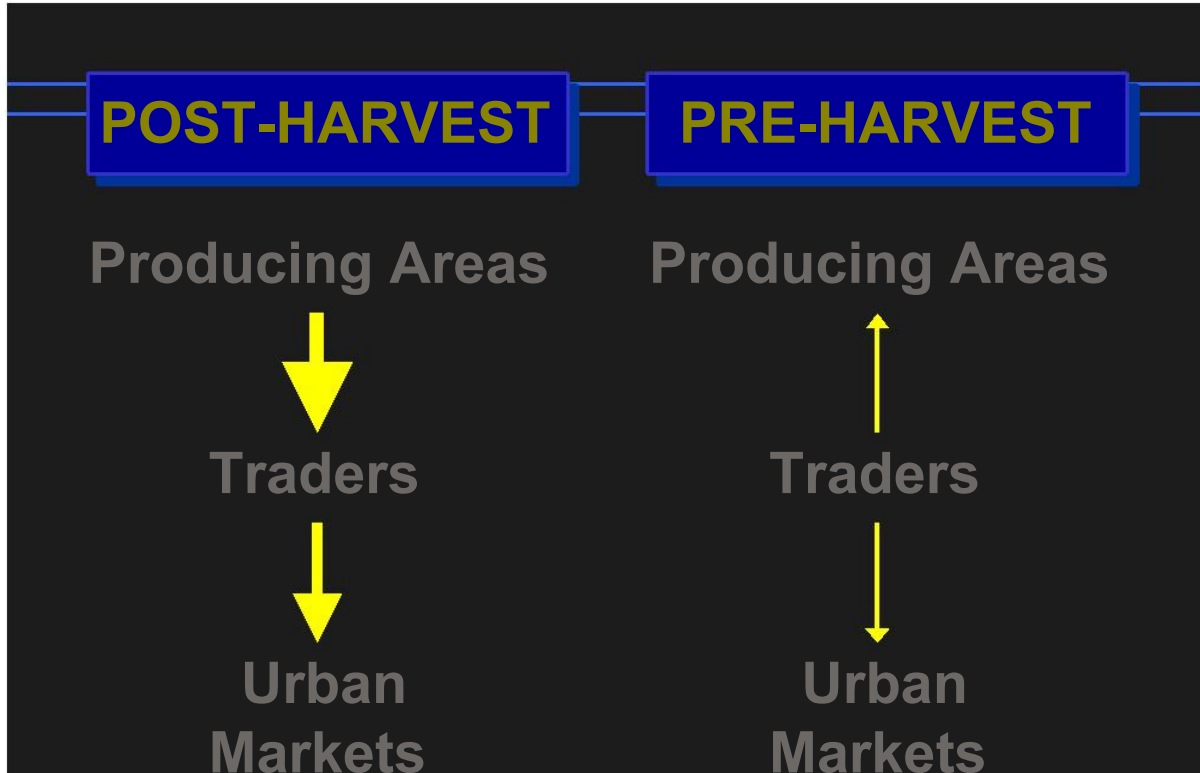 POST-HARVEST
PRE-HARVEST
Producing Areas
Producing Areas
Traders
Traders
Urban
Markets
Urban
Markets